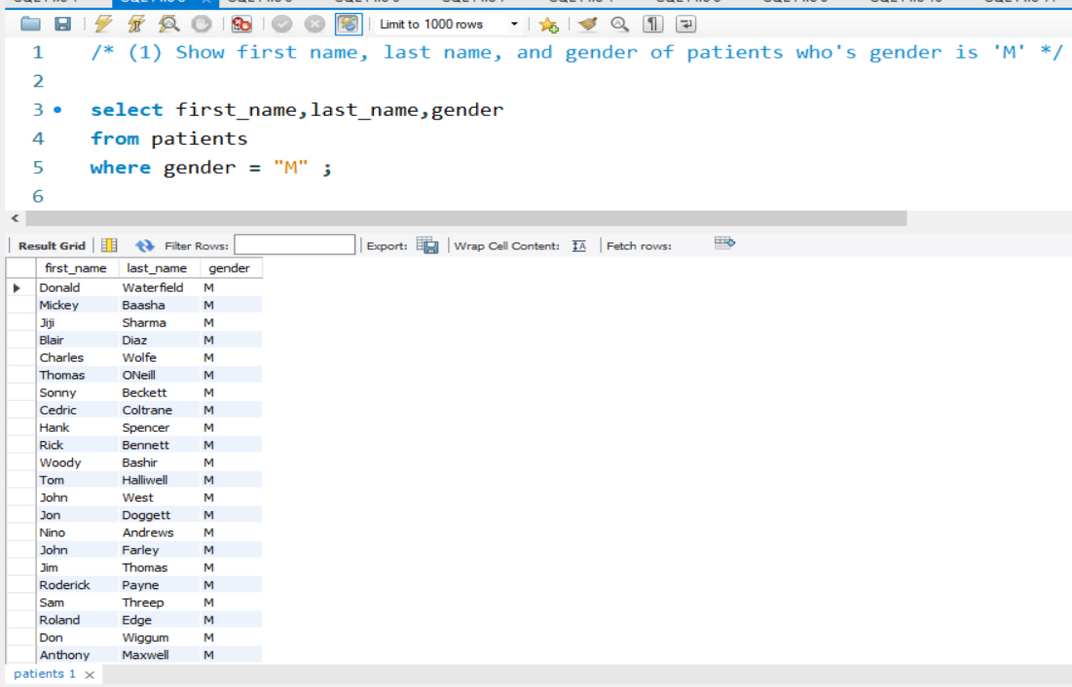 Limit to 1000 rows
1 /* (1) Show first name, last name, and gender of patients who's gender is 'M' */
2
3 select first_name,last_name,gender
4 from patients
5 where gender = "M" ;
6
Result Grid Filter Rows: Export: Wrap Cell Content: IA Fetch rows:
first_name last_name gender
Donald Waterfield M
Mickey Baasha M
Jiji Sharma M
Blair Diaz M
Charles Wolfe M
Thomas ONeill M
Sonny Beckett M
Cedric Coltrane M
Hank Spencer M
Rick Bennett M
Woody Bashir M
Tom Halliwell M
John West M
Jon Doggett M
Nino Andrews M
John Farley M
Jim Thomas M
Roderick Payne M
Sam Threep M
Roland Edge M
Don Wiggum M
Anthony Maxwell M
patients 1